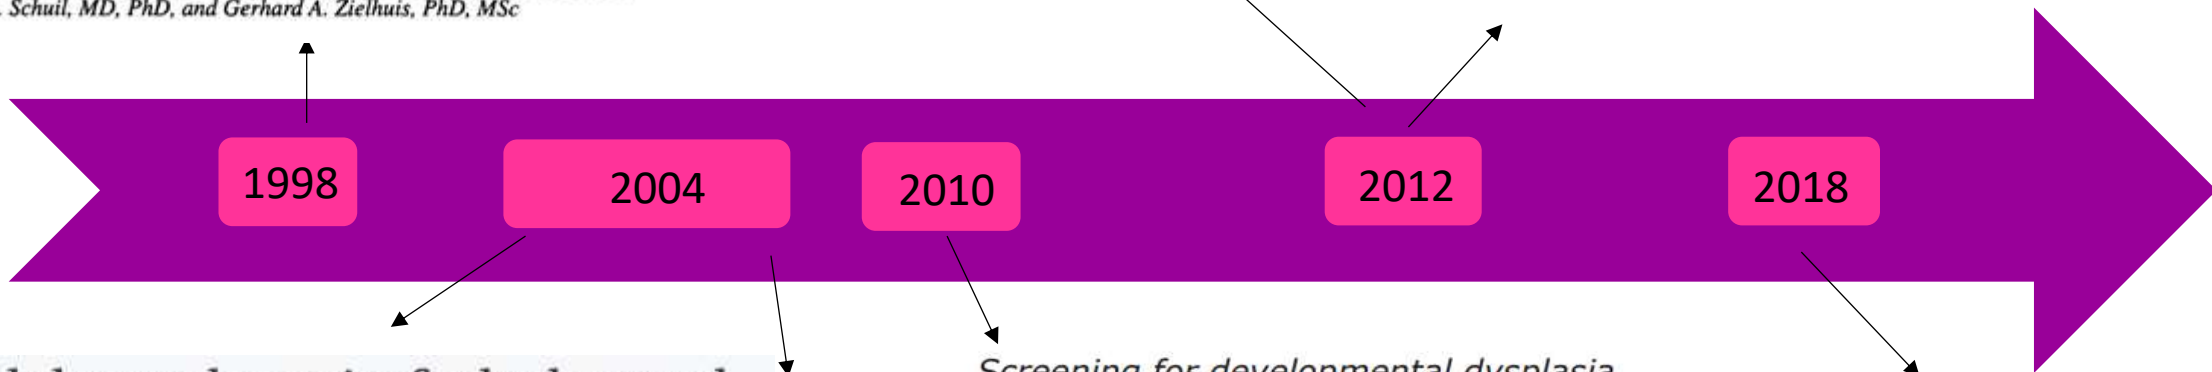 . Schuil, MD, PhD, and Gerhard A. Zielhuis, PhD, MSc
1998
2004
2010
2012
2018
Screening for developmental dysplasia